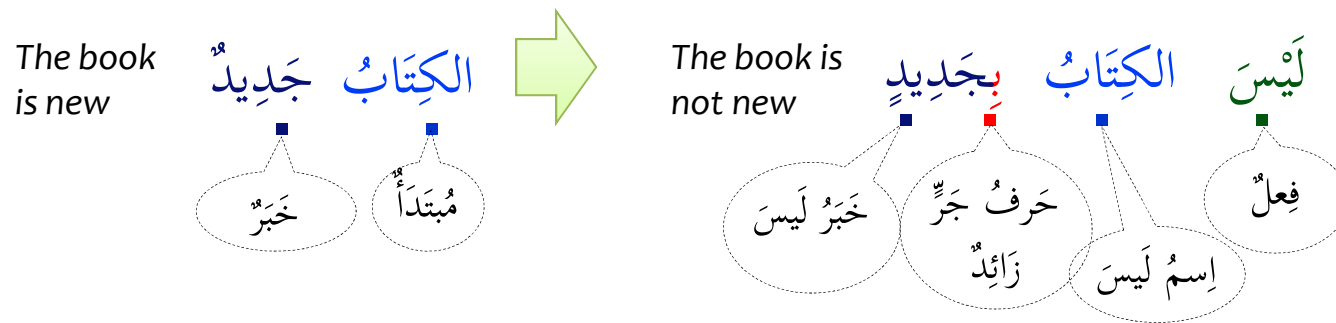 The book
is new
الكِتَابُ جَدِيدٌ
مُبتَدَأٌ
خَبَرٌ
The book is
not new
لَيْسَ الكِتَابُ بِجَدِيدٍ
فِعلٌ
اِسمُ لَيسَ
حَرفُ جَرٍّ
زَائِدٌ
خَبَرُ لَيسَ